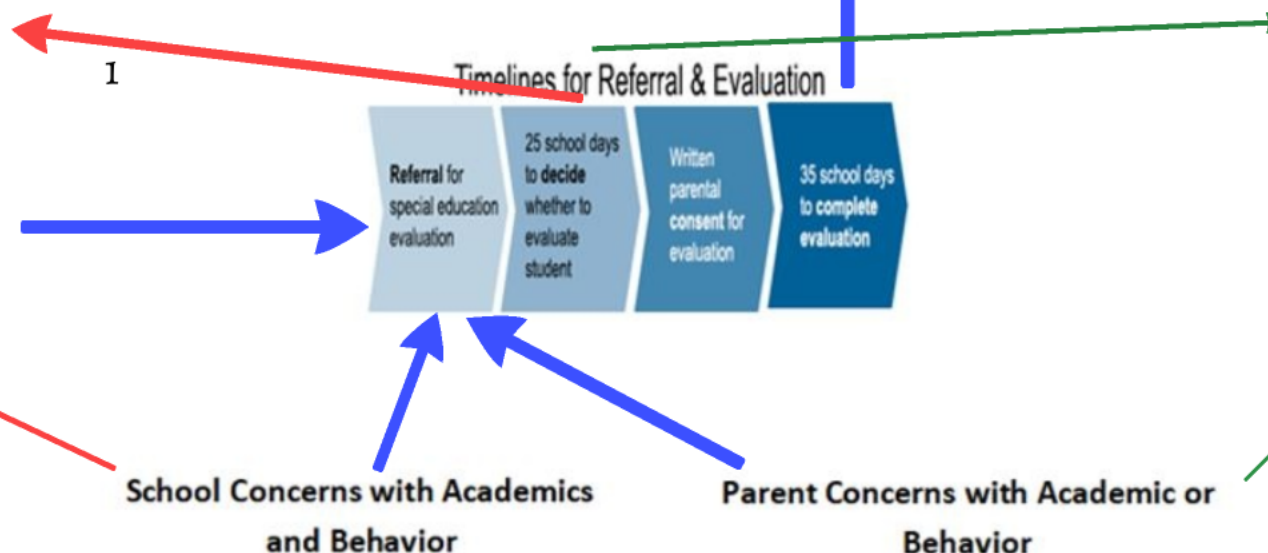 1
Timelines for Referral & Evaluation
Referral for
special education
evaluation
25 school days
to decide
whether to
evaluate
student
Written
parental
consent for
evaluation
35 school days
to complete
evaluation
School Concerns with Academics
and Behavior
Parent Concerns with Academic or
Behavior